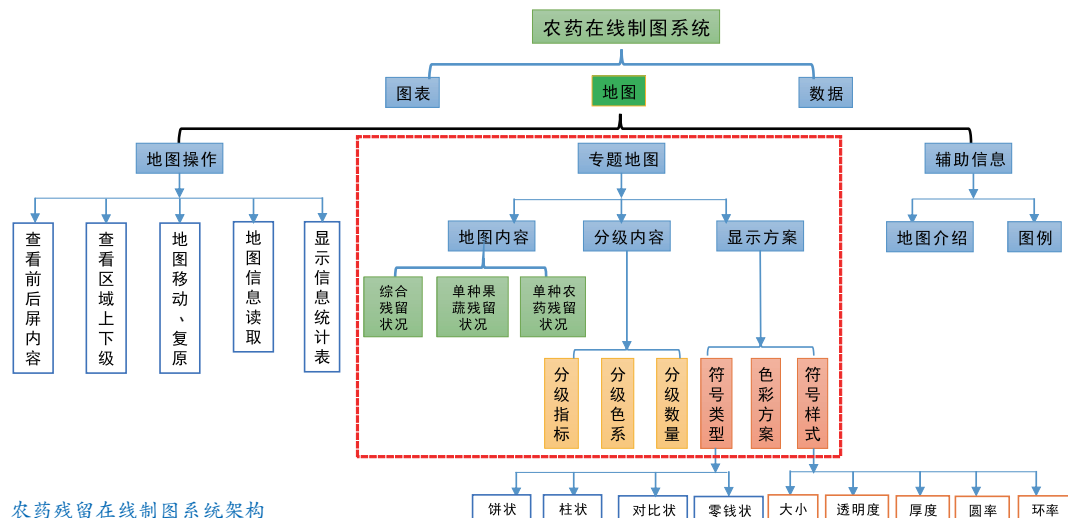 农药在线制图系统
图表
地图
数据
地图操作
专题地图
辅助信息
查看前后屏内容
查看区域上下级
地图移动、复原
地图信息读取
显示信息统计表
地图内容
分级内容
显示方案
地图介绍
图例
综合
残留
状况
单种果
蔬残留
状况
单种农
药残留
状况
分级指标
分级色系
分级数量
符号类型
色彩方案
符号样式
饼状
柱状
对比状
零钱状
大小
透明度
厚度
圆率
环率
农药残留在线制图系统架构